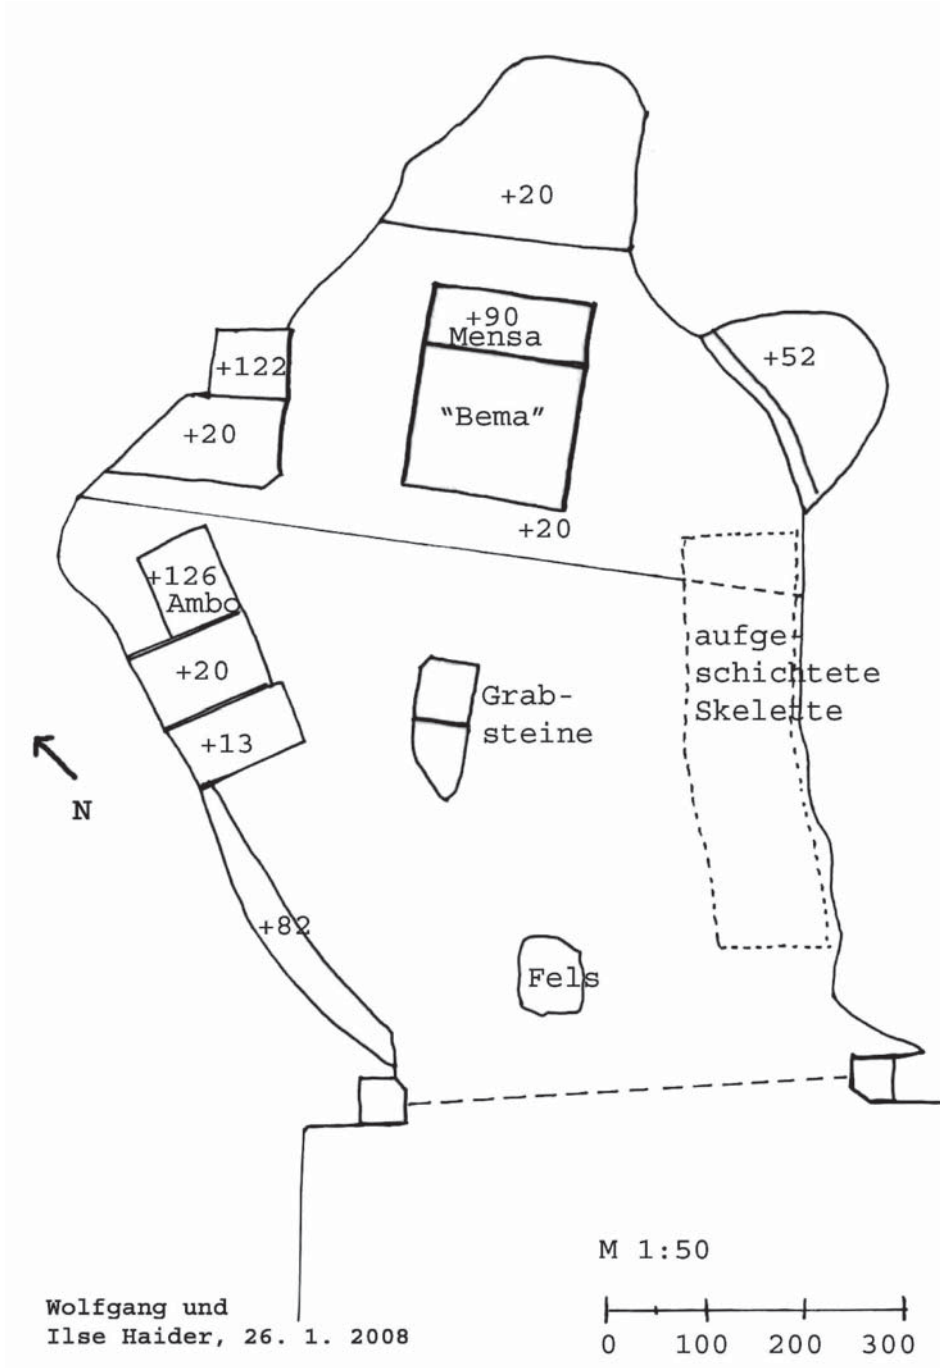 +20
+90
Mensa
+52
+122
"Bema"
+20
+20
+126
Ambo
aufge-
schichtete
Skelette
+20
Grab-
steine
+13
N
+82
Fels
M 1:50
0 100 200 300
Wolfgang und
Ilse Haider, 26. 1. 2008